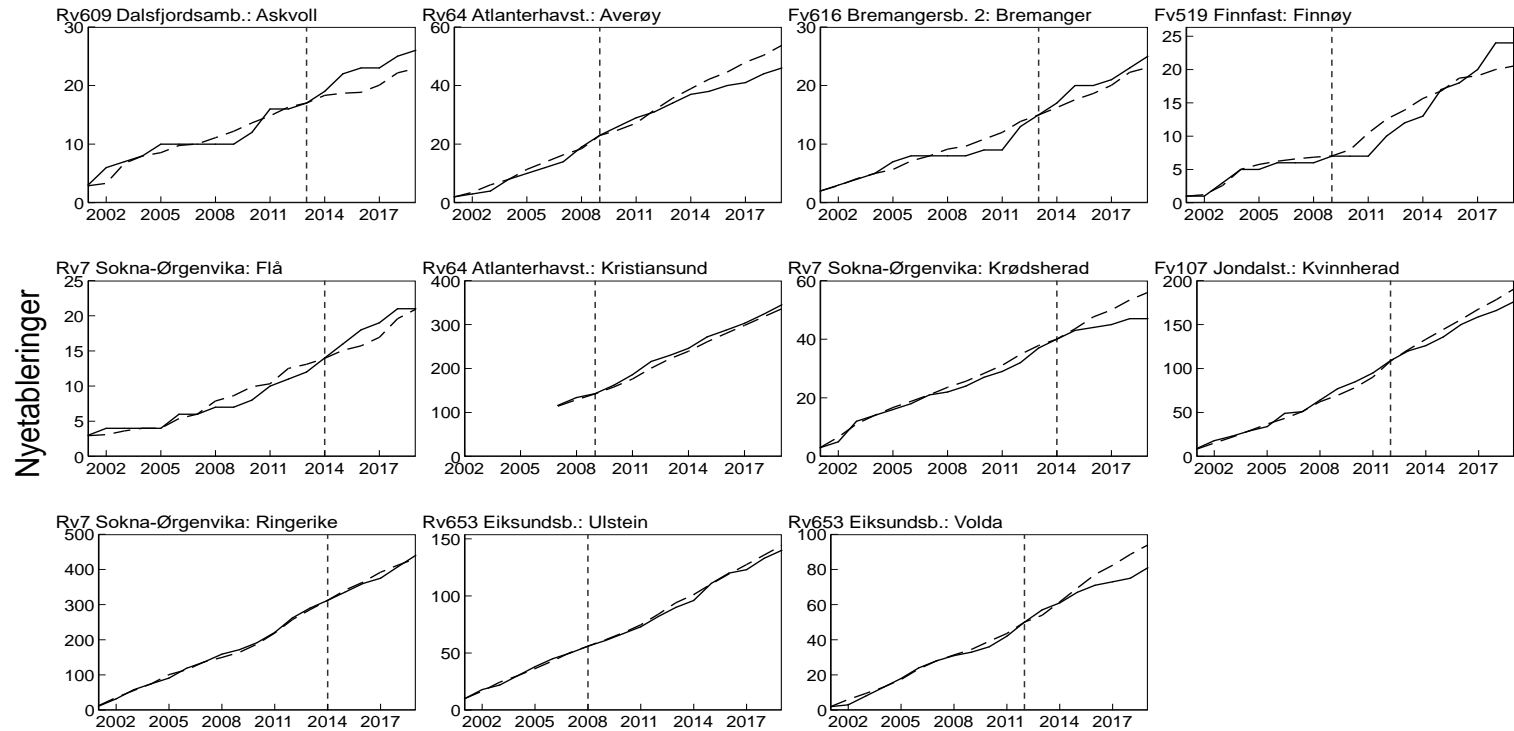 Nyetableringer
Rv609 Dalsfjordsamb.: Askvoll
30
20
10
0
2002 2005 2008 2011 2014 2017
Rv64 Atlanterhavst.: Averøy
60
40
20
0
2002 2005 2008 2011 2014 2017
Fv616 Bremangersb. 2: Bremanger
30
20
10
0
2002 2005 2008 2011 2014 2017
Fv519 Finnfast: Finnøy
25
20
15
10
5
0
2002 2005 2008 2011 2014 2017
Rv7 Sokna-Ørgenvika: Flå
25
20
15
10
5
0
2002 2005 2008 2011 2014 2017
Rv64 Atlanterhavst.: Kristiansund
400
300
200
100
0
2002 2005 2008 2011 2014 2017
Rv7 Sokna-Ørgenvika: Krødsherad
60
40
20
0
2002 2005 2008 2011 2014 2017
Fv107 Jondalst.: Kvinnherad
200
150
100
50
0
2002 2005 2008 2011 2014 2017
Rv7 Sokna-Ørgenvika: Ringerike
500
400
300
200
100
0
2002 2005 2008 2011 2014 2017
Rv653 Eiksundsb.: Ulstein
150
100
50
0
2002 2005 2008 2011 2014 2017
Rv653 Eiksundsb.: Volda
100
80
60
40
20
0
2002 2005 2008 2011 2014 2017